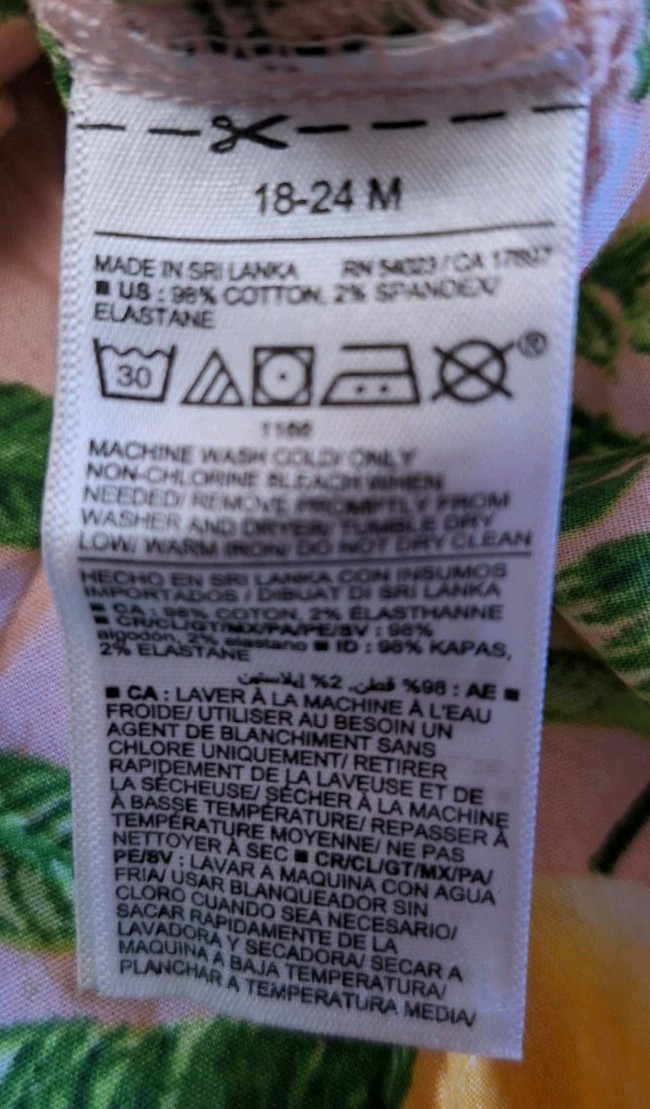 18-24 M
MADE IN SRI LANKA RN 54023 / CA 17897
■ US : 98% COTTON, 2% SPANDEX/
ELASTANE
30
®
1166
MACHINE WASH COLD/ ONLY
NON-CHLORINE BLEACH WHEN
NEEDED/ REMOVE PROMPTLY FROM
WASHER AND DRYER/ TUMBLE DRY
LOW/ WARM IRON/ DO NOT DRY CLEAN
HECHO EN SRI LANKA CON INSUMOS
IMPORTADOS / DIBUAT DI SRI LANKA
■ CA : 98% COTON, 2% ÉLASTHANNE
■ CR/CL/GT/MX/PA/PE/SV : 98%
algodón, 2% elastano ■ ID : 98% KAPAS,
2% ELASTANE
■ AE : 98% قطن, 2% إيلاستين
■ CA : LAVER À LA MACHINE À L'EAU
FROIDE/ UTILISER AU BESOIN UN
AGENT DE BLANCHIMENT SANS
CHLORE UNIQUEMENT/ RETIRER
RAPIDEMENT DE LA LAVEUSE ET DE
LA SÉCHEUSE/ SÉCHER À LA MACHINE
À BASSE TEMPÉRATURE/ REPASSER À
TEMPÉRATURE MOYENNE/ NE PAS
NETTOYER À SEC ■ CR/CL/GT/MX/PA/
PE/SV : LAVAR A MAQUINA CON AGUA
FRIA/ USAR BLANQUEADOR SIN
CLORO CUANDO SEA NECESARIO/
SACAR RAPIDAMENTE DE LA
LAVADORA Y SECADORA/ SECAR A
MAQUINA A BAJA TEMPERATURA/
PLANCHAR A TEMPERATURA MEDIA/